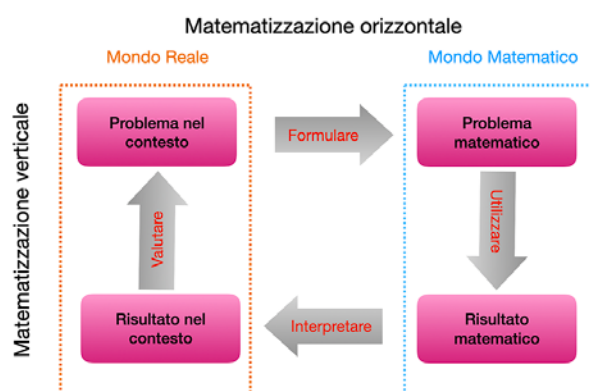 Matematizzazione orizzontale
Mondo Reale
Mondo Matematico
Matematizzazione verticale
Problema nel
contesto
Formulare
Problema
matematico
Valutare
Utilizzare
Risultato nel
contesto
Interpretare
Risultato
matematico